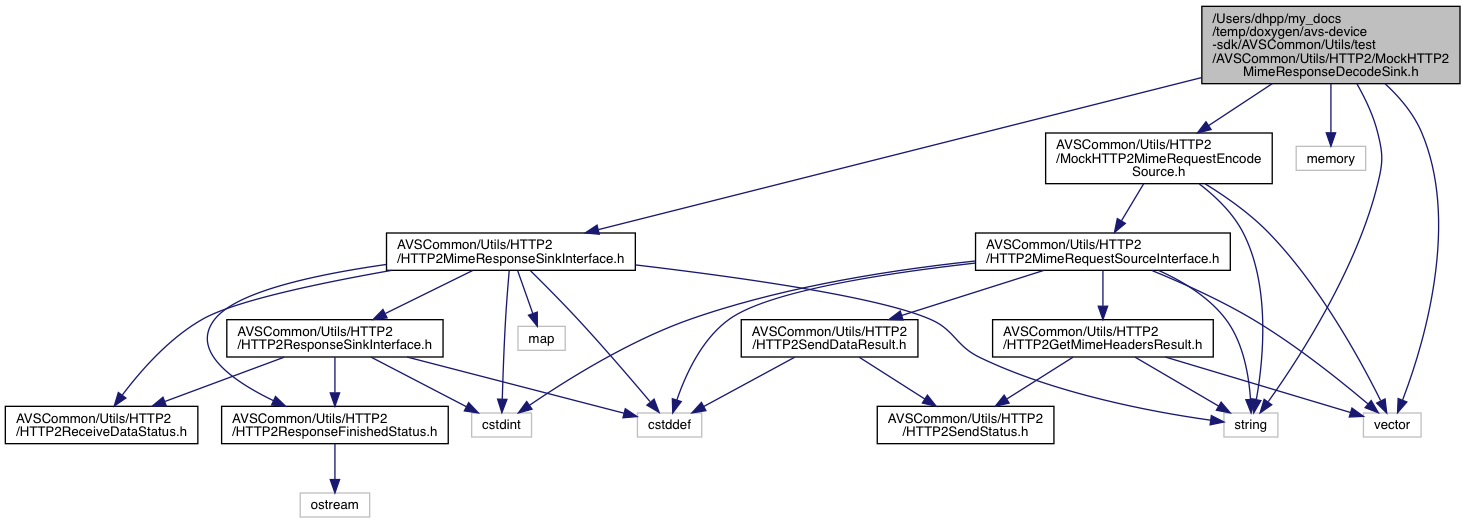 /Users/dhpp/my_docs
/temp/doxygen/avs-device
-sdk/AVSCommon/Utils/test
/AVSCommon/Utils/HTTP2/MockHTTP2
MimeResponseDecodeSink.h
AVSCommon/Utils/HTTP2
/MockHTTP2MimeRequestEncode
Source.h
memory
AVSCommon/Utils/HTTP2
/HTTP2MimeResponseSinkInterface.h
AVSCommon/Utils/HTTP2
/HTTP2MimeRequestSourceInterface.h
AVSCommon/Utils/HTTP2
/HTTP2ResponseSinkInterface.h
map
AVSCommon/Utils/HTTP2
/HTTP2SendDataResult.h
AVSCommon/Utils/HTTP2
/HTTP2GetMimeHeadersResult.h
AVSCommon/Utils/HTTP2
/HTTP2ReceiveDataStatus.h
AVSCommon/Utils/HTTP2
/HTTP2ResponseFinishedStatus.h
cstdint
cstddef
AVSCommon/Utils/HTTP2
/HTTP2SendStatus.h
string
vector
ostream